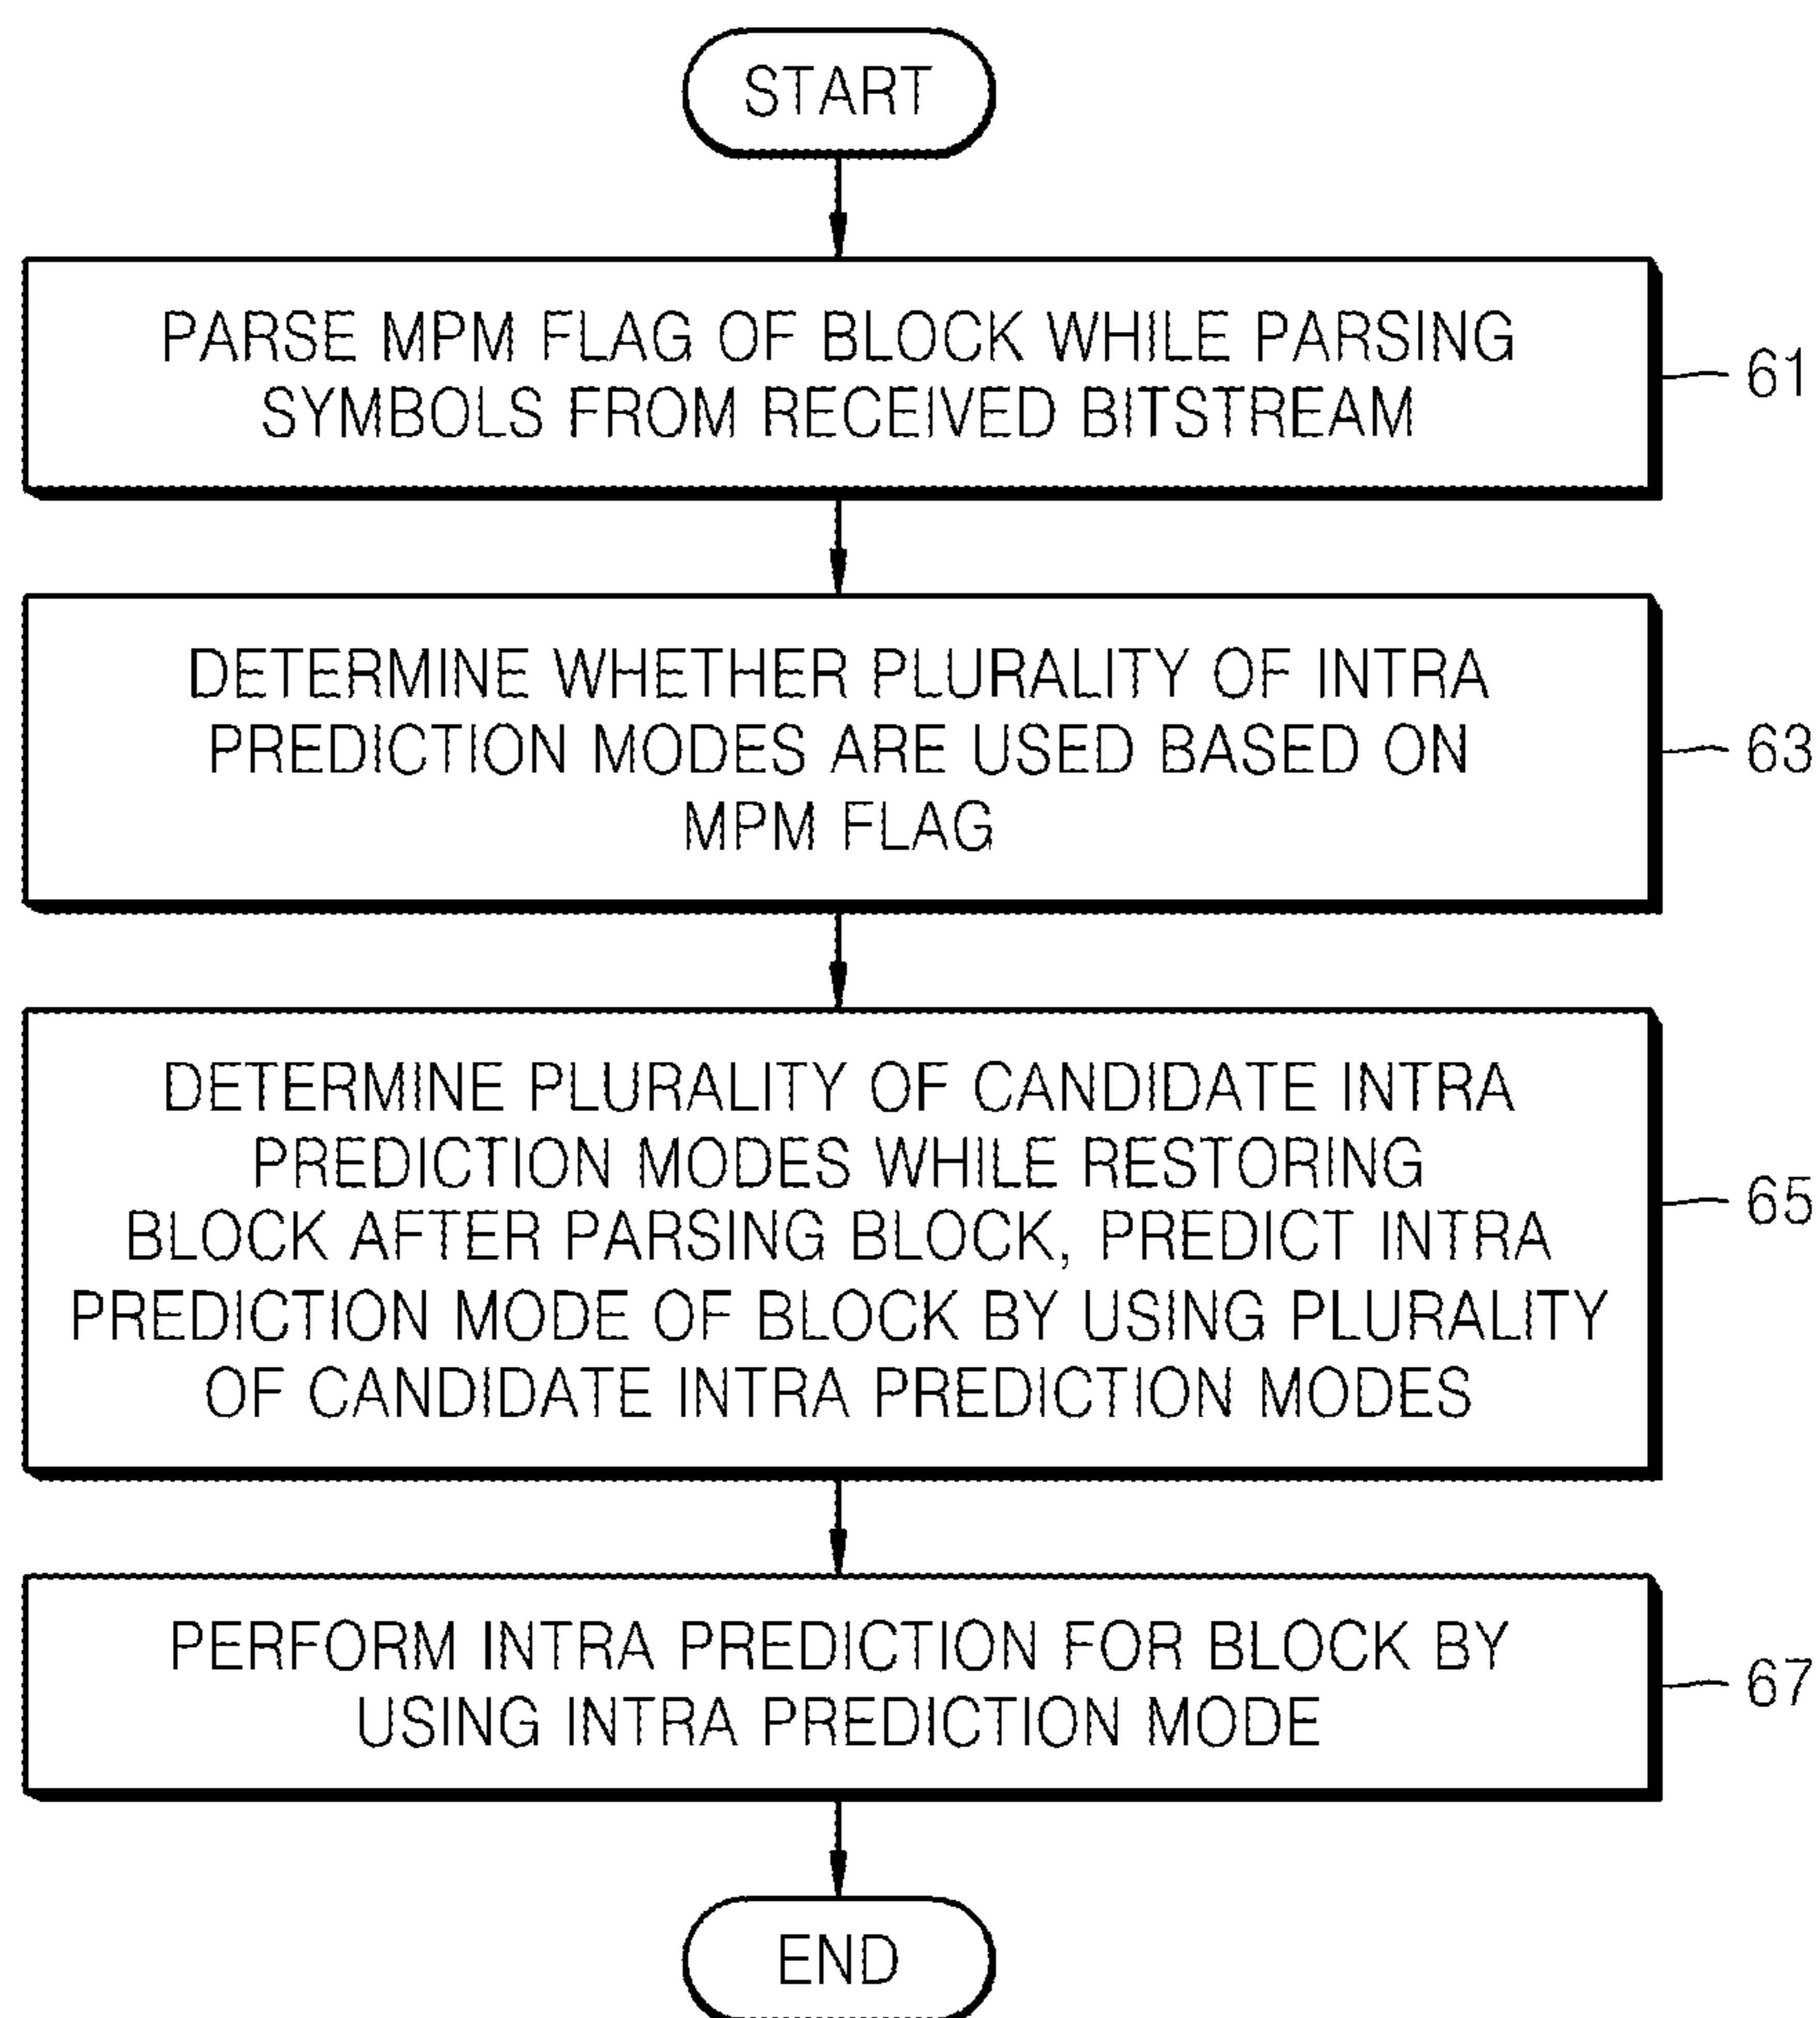 START
PARSE MPM FLAG OF BLOCK WHILE PARSING
SYMBOLS FROM RECEIVED BITSTREAM
61
DETERMINE WHETHER PLURALITY OF INTRA
PREDICTION MODES ARE USED BASED ON
MPM FLAG
63
DETERMINE PLURALITY OF CANDIDATE INTRA
PREDICTION MODES WHILE RESTORING
BLOCK AFTER PARSING BLOCK, PREDICT INTRA
PREDICTION MODE OF BLOCK BY USING PLURALITY
OF CANDIDATE INTRA PREDICTION MODES
65
PERFORM INTRA PREDICTION FOR BLOCK BY
USING INTRA PREDICTION MODE
67
END